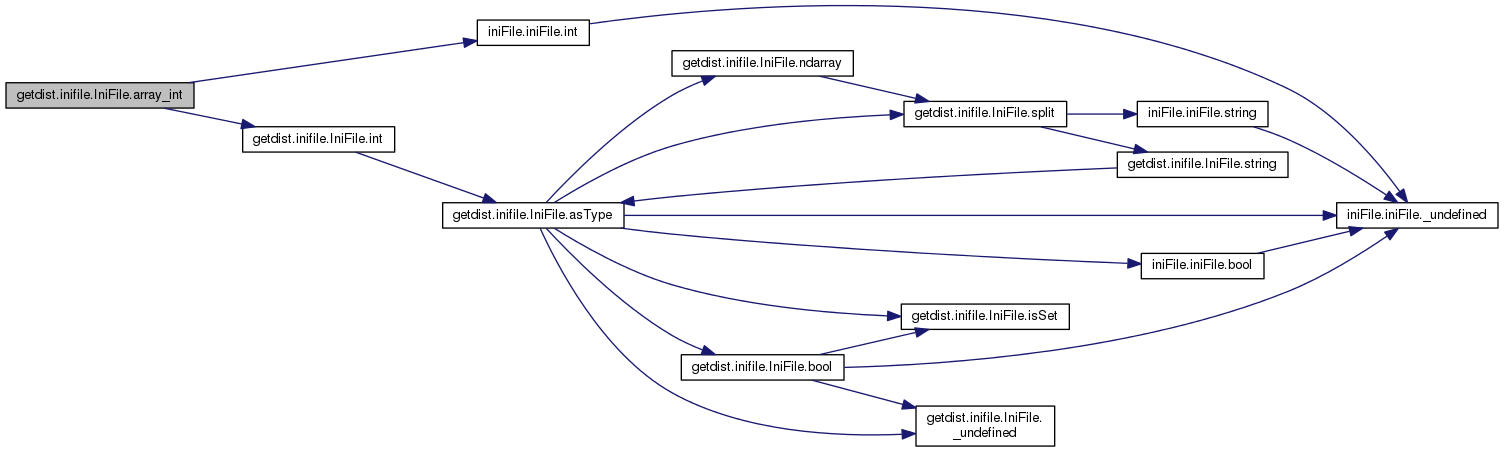 getdist.inifile.IniFile.array_int
iniFile.iniFile.int
getdist.inifile.IniFile.int
getdist.inifile.IniFile.asType
getdist.inifile.IniFile.ndarray
getdist.inifile.IniFile.split
iniFile.iniFile.string
getdist.inifile.IniFile.string
iniFile.iniFile._undefined
iniFile.iniFile.bool
getdist.inifile.IniFile.isSet
getdist.inifile.IniFile.bool
getdist.inifile.IniFile.
_undefined